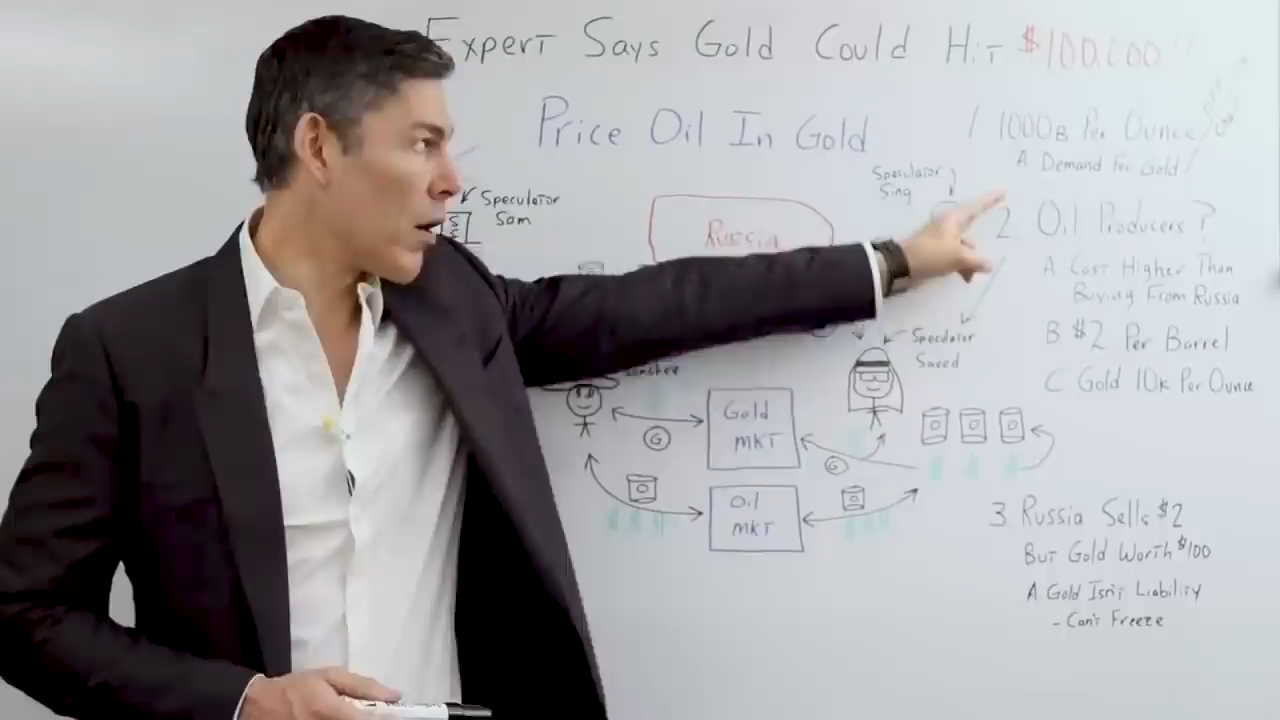 Expert Says Gold Could Hit $100,000
Price Oil In Gold
Speculator
Sam
Russia
Speculator
Sing
Speculator
Saeed
Gold
MKT
G
G
Oil
MKT
1 1000B Per Ounce
A Demand For Gold
2 Oil Producers?
A Cost Higher Than
Buying From Russia
B $2 Per Barrel
C. Gold 10K Per Ounce
3 Russia Sells $2
But Gold Worth $100
A Gold Isn't Liability
- Can't Freeze